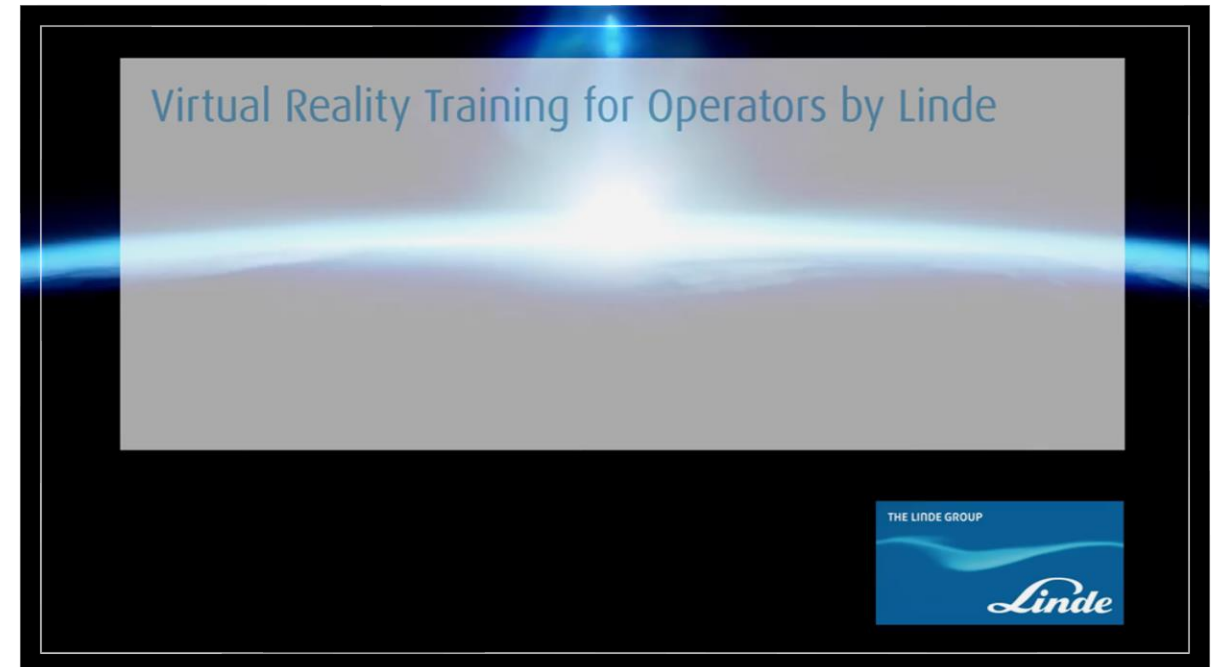 Virtual Reality Training for Operators by Linde
THE LINDE GROUP
Linde